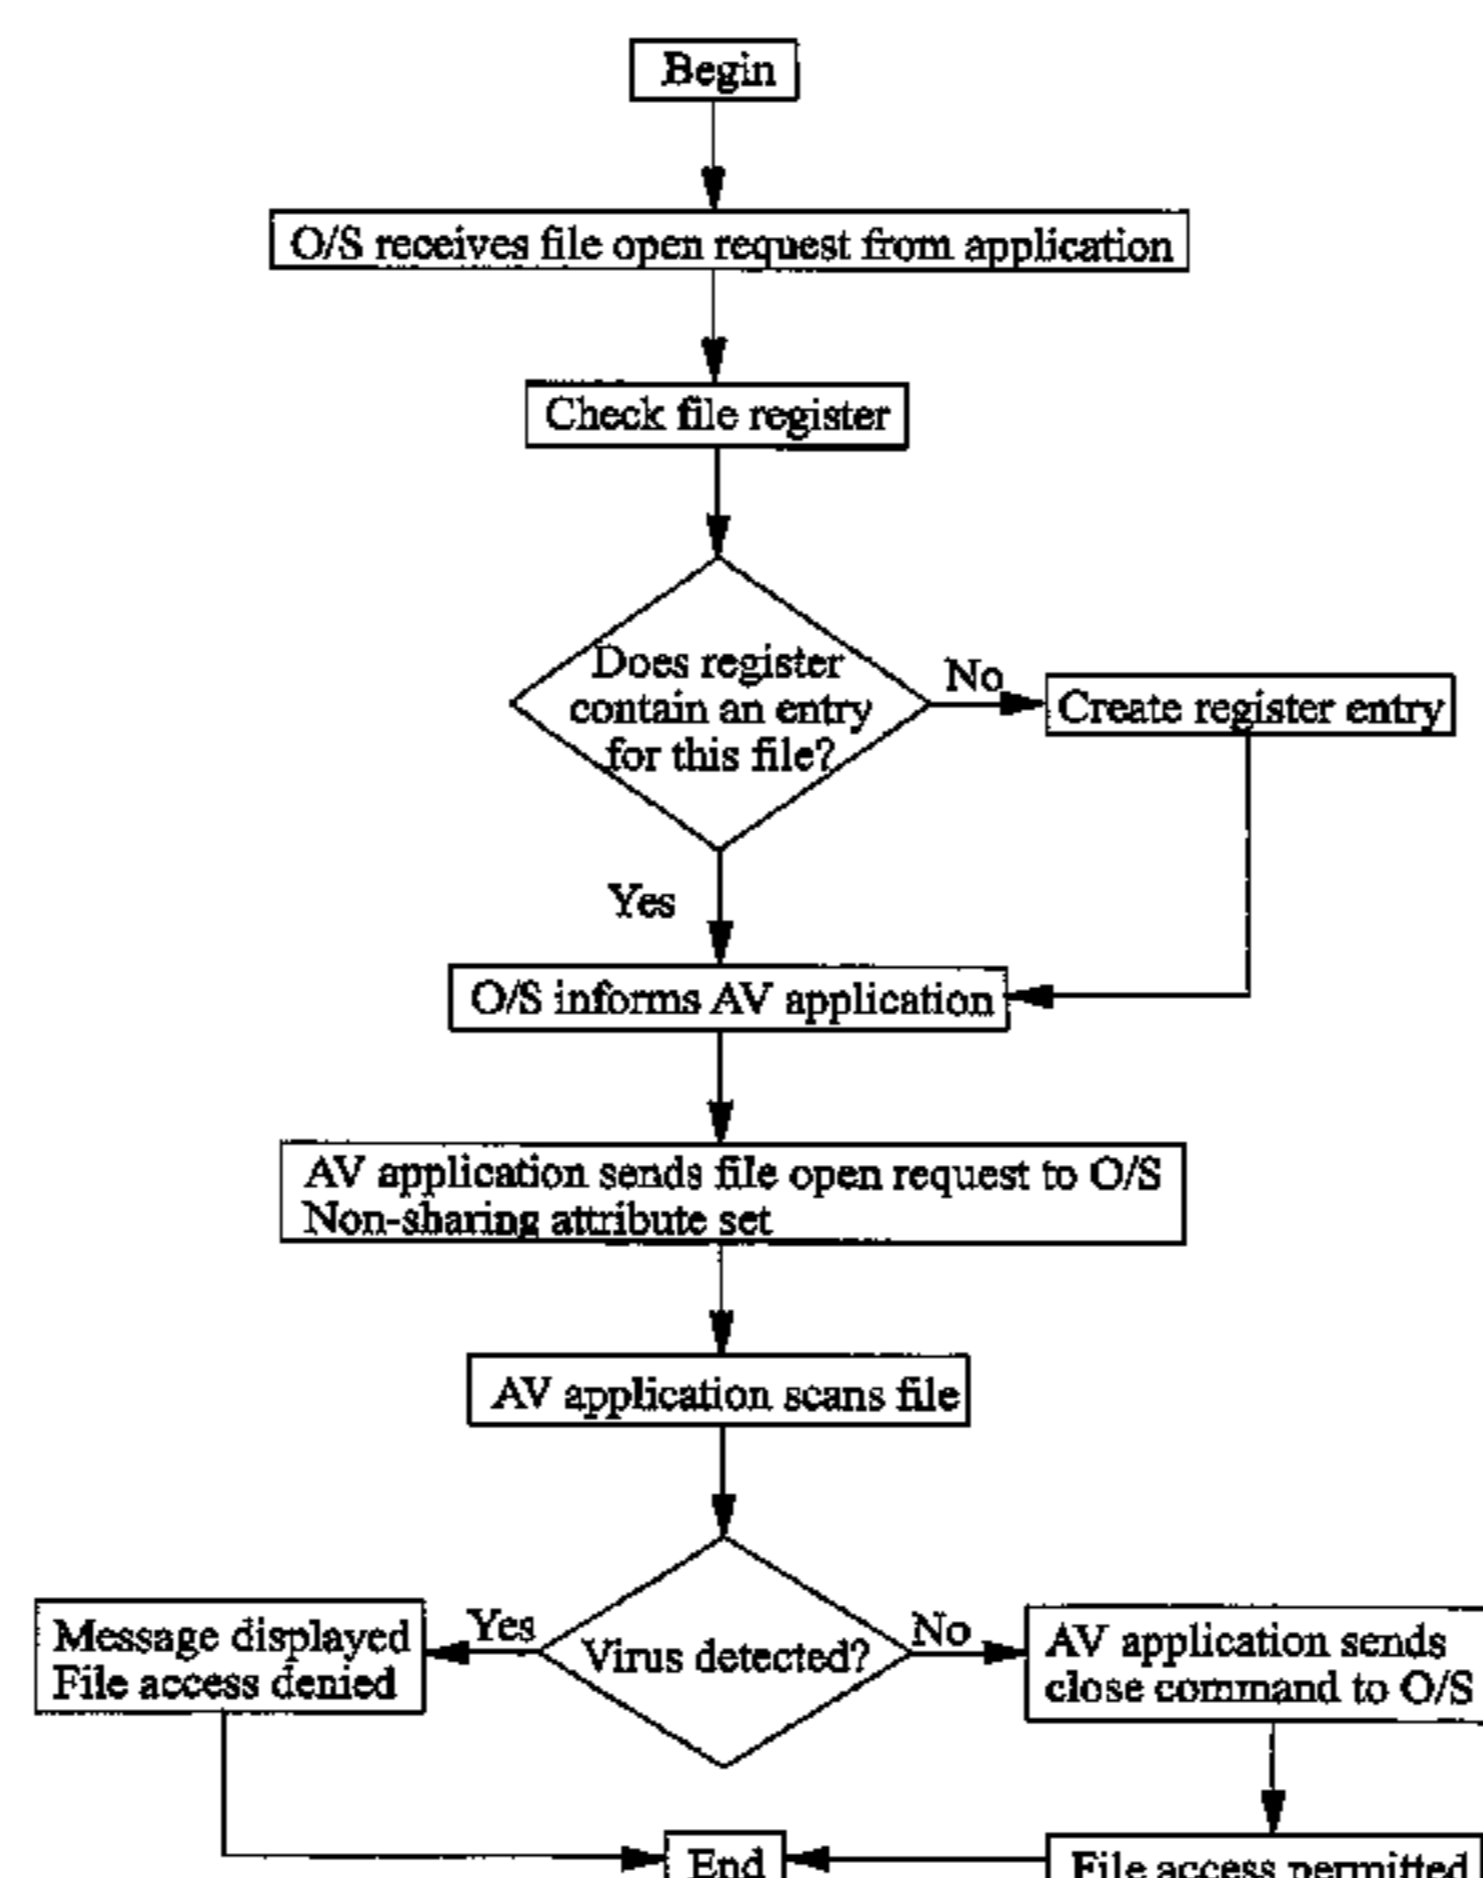 Begin
O/S receives file open request from application
Check file register
Does register
contain an entry
for this file?
No
Create register entry
Yes
O/S informs AV application
AV application sends file open request to O/S
Non-sharing attribute set
AV application scans file
Virus detected?
Yes
Message displayed
File access denied
No
AV application sends
close command to O/S
File access permitted
End